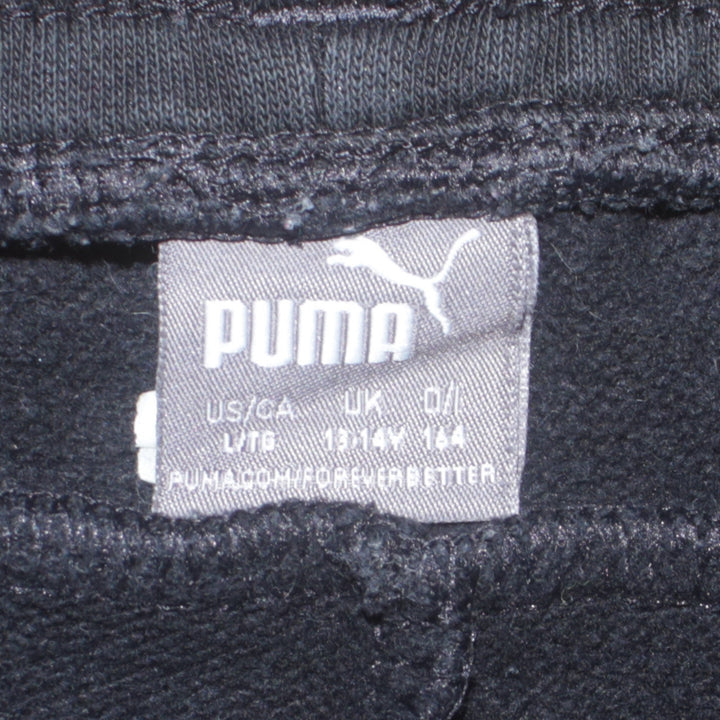 PUMA
US/CA UK D/I
L/TG 13-14Y 164
PUMA.COM/FOREVERBETTER